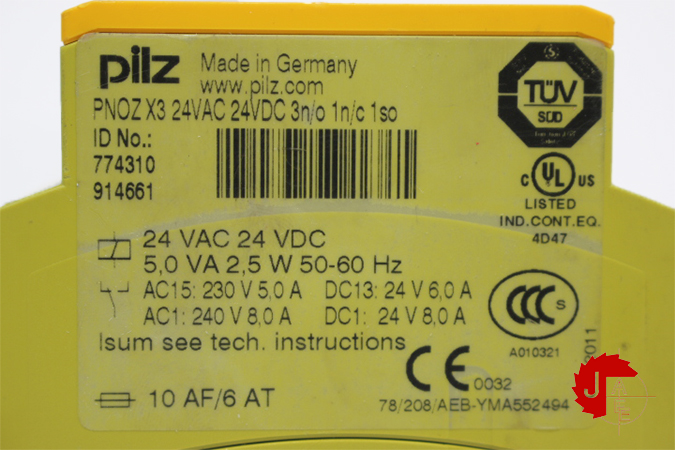 pilz Made in Germany
www.pilz.com
PNOZ X3 24VAC 24VDC 3n/o 1n/c 1so
ID No.:
774310
914661
TÜV
SÜD
C UL US
LISTED
IND.CONT.EQ.
4D47
24 VAC 24 VDC
5,0 VA 2,5 W 50-60 Hz
AC15: 230 V 5,0 A DC13: 24 V 6,0 A
AC1: 240 V 8,0 A DC1: 24 V 8,0 A
Isum see tech. instructions
CCC S
A010321
2011
CE 0032
10 AF/6 AT
78/208/AEB-YMA552494
J